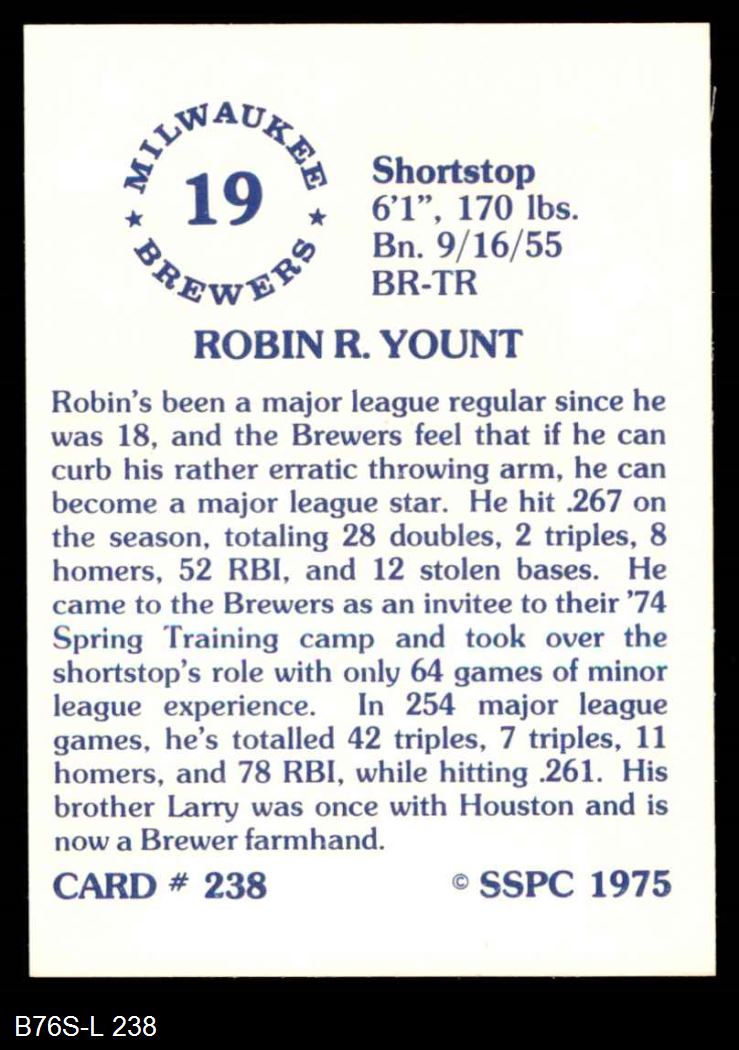 MILWAUKEE
19
BREWERS
Shortstop
6'1”, 170 lbs.
Bn. 9/16/55
BR-TR
ROBIN R. YOUNT
Robin's been a major league regular since he
was 18, and the Brewers feel that if he can
curb his rather erratic throwing arm, he can
become a major league star. He hit .267 on
the season, totaling 28 doubles, 2 triples, 8
homers, 52 RBI, and 12 stolen bases. He
came to the Brewers as an invitee to their ’74
Spring Training camp and took over the
shortstop's role with only 64 games of minor
league experience. In 254 major league
games, he's totalled 42 triples, 7 triples, 11
homers, and 78 RBI, while hitting .261. His
brother Larry was once with Houston and is
now a Brewer farmhand.
CARD # 238 © SSPC 1975
B76S-L 238